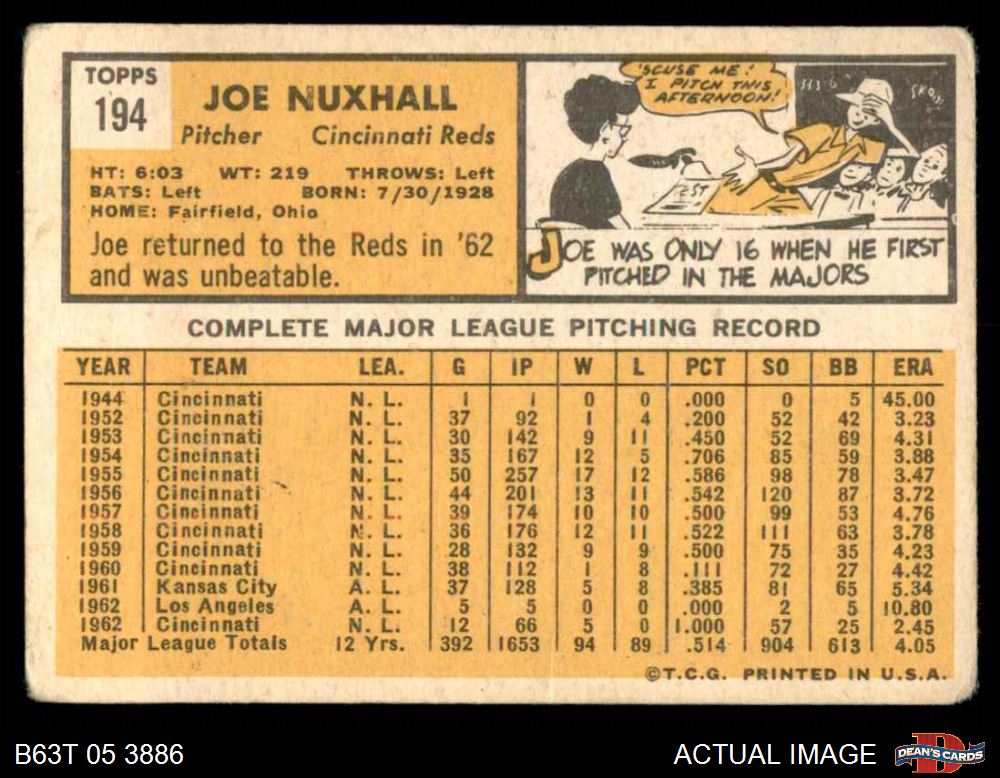 TOPPS
194
JOE NUXHALL
Pitcher Cincinnati Reds
HT: 6:03 WT: 219 THROWS: Left
BATS: Left BORN: 7/30/1928
HOME: Fairfield, Ohio
Joe returned to the Reds in '62
and was unbeatable.
'SCUSE ME!
I PITCH THIS
AFTERNOON!
TEST
JOE WAS ONLY 16 WHEN HE FIRST
PITCHED IN THE MAJORS
COMPLETE MAJOR LEAGUE PITCHING RECORD
YEAR TEAM LEA. G IP W L PCT SO BB ERA
1944 Cincinnati N. L. 1 1 0 0 .000 0 5 45.00
1952 Cincinnati N. L. 37 92 1 4 .200 52 42 3.23
1953 Cincinnati N. L. 30 142 9 11 .450 52 69 4.31
1954 Cincinnati N. L. 35 167 12 5 .706 85 59 3.88
1955 Cincinnati N. L. 50 257 17 12 .586 98 78 3.47
1956 Cincinnati N. L. 44 201 13 11 .542 120 87 3.72
1957 Cincinnati N. L. 39 174 10 10 .500 99 53 4.76
1958 Cincinnati N. L. 36 176 12 11 .522 111 63 3.78
1959 Cincinnati N. L. 28 132 9 9 .500 75 35 4.23
1960 Cincinnati N. L. 38 112 1 8 .111 72 27 4.42
1961 Kansas City A. L. 37 128 5 8 .385 81 65 5.34
1962 Los Angeles A. L. 5 5 0 0 .000 2 5 10.80
1962 Cincinnati N. L. 12 66 5 0 1.000 57 25 2.45
Major League Totals 12 Yrs. 392 1653 94 89 .514 904 613 4.05
©T.C.G. PRINTED IN U.S.A.
B63T 05 3886
ACTUAL IMAGE
DEAN'S CARDS